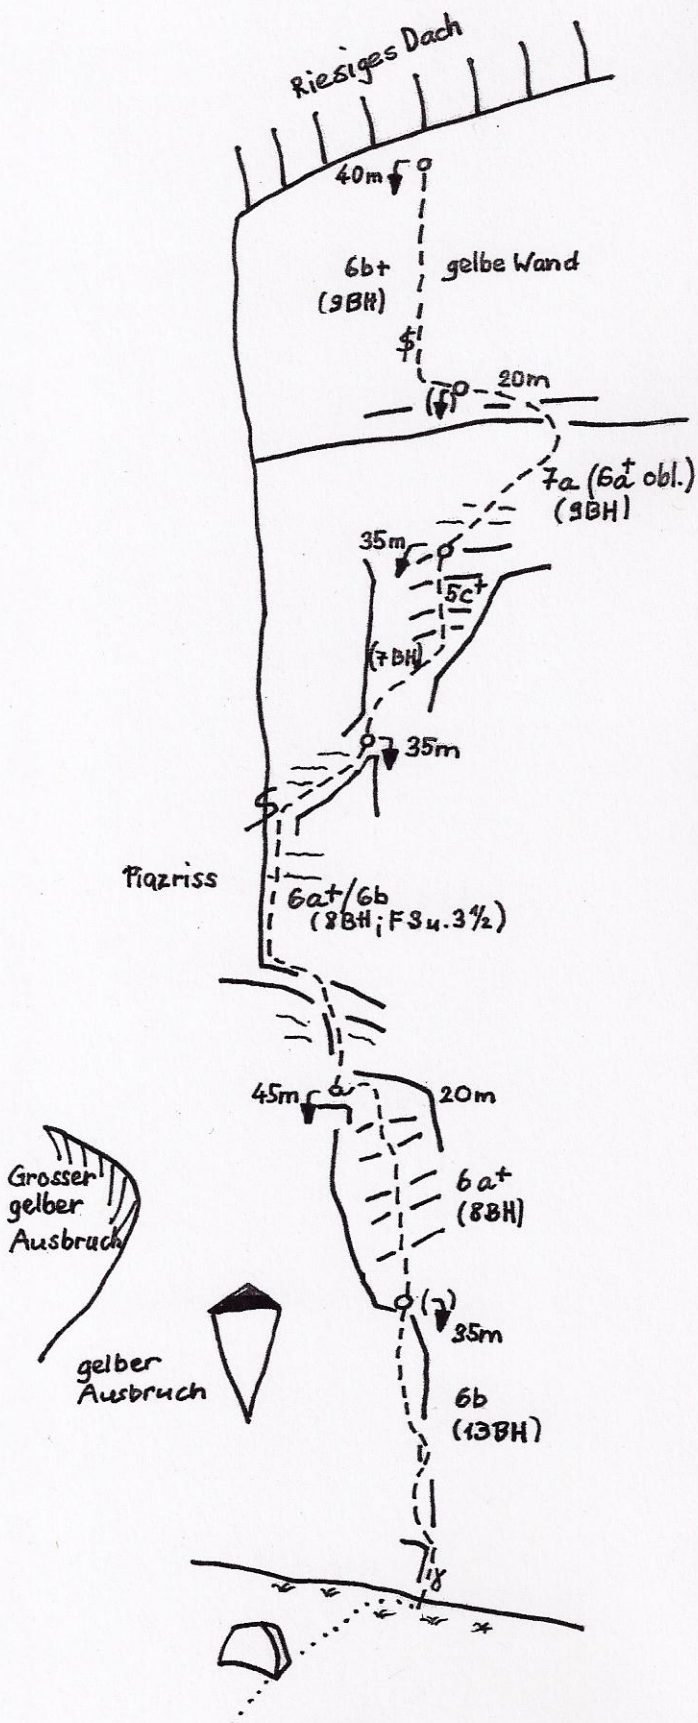 Riesiges Dach
40m
6b+
(9BH)
gelbe Wand
20m
7a (6a+ obl.)
(9BH)
35m
5c+
(7BH)
35m
Piazriss
6a+/6b
(8BH; FS u. 3½)
45m
20m
6a+
(8BH)
Grosser
gelber
Ausbruch
35m
gelber
Ausbruch
6b
(13BH)